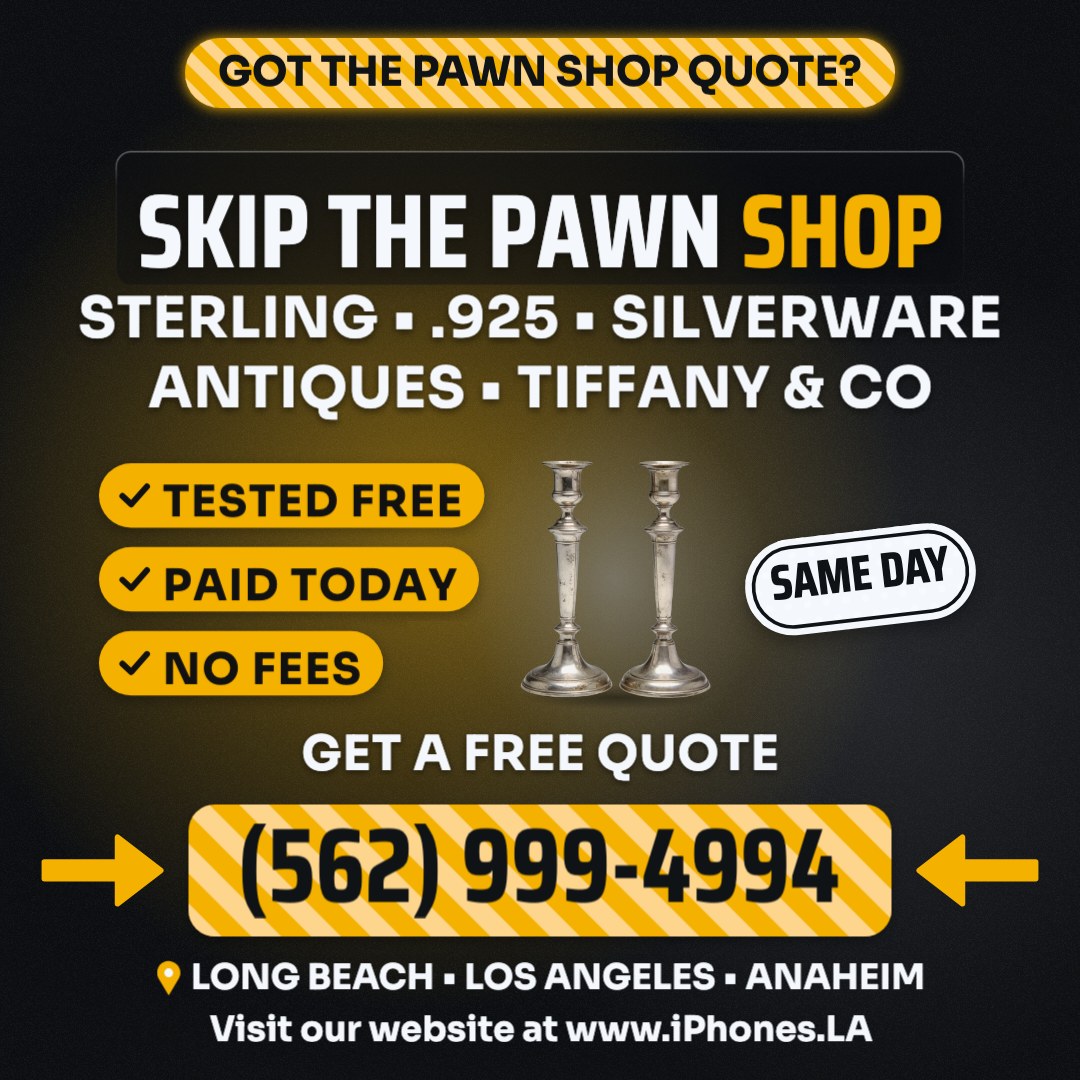 GOT THE PAWN SHOP QUOTE?
SKIP THE PAWN SHOP
STERLING ▪ .925 ▪ SILVERWARE
ANTIQUES ▪ TIFFANY & CO
✓ TESTED FREE
✓ PAID TODAY
✓ NO FEES
SAME DAY
GET A FREE QUOTE
(562) 999-4994
LONG BEACH ▪ LOS ANGELES ▪ ANAHEIM
Visit our website at www.iPhones.LA